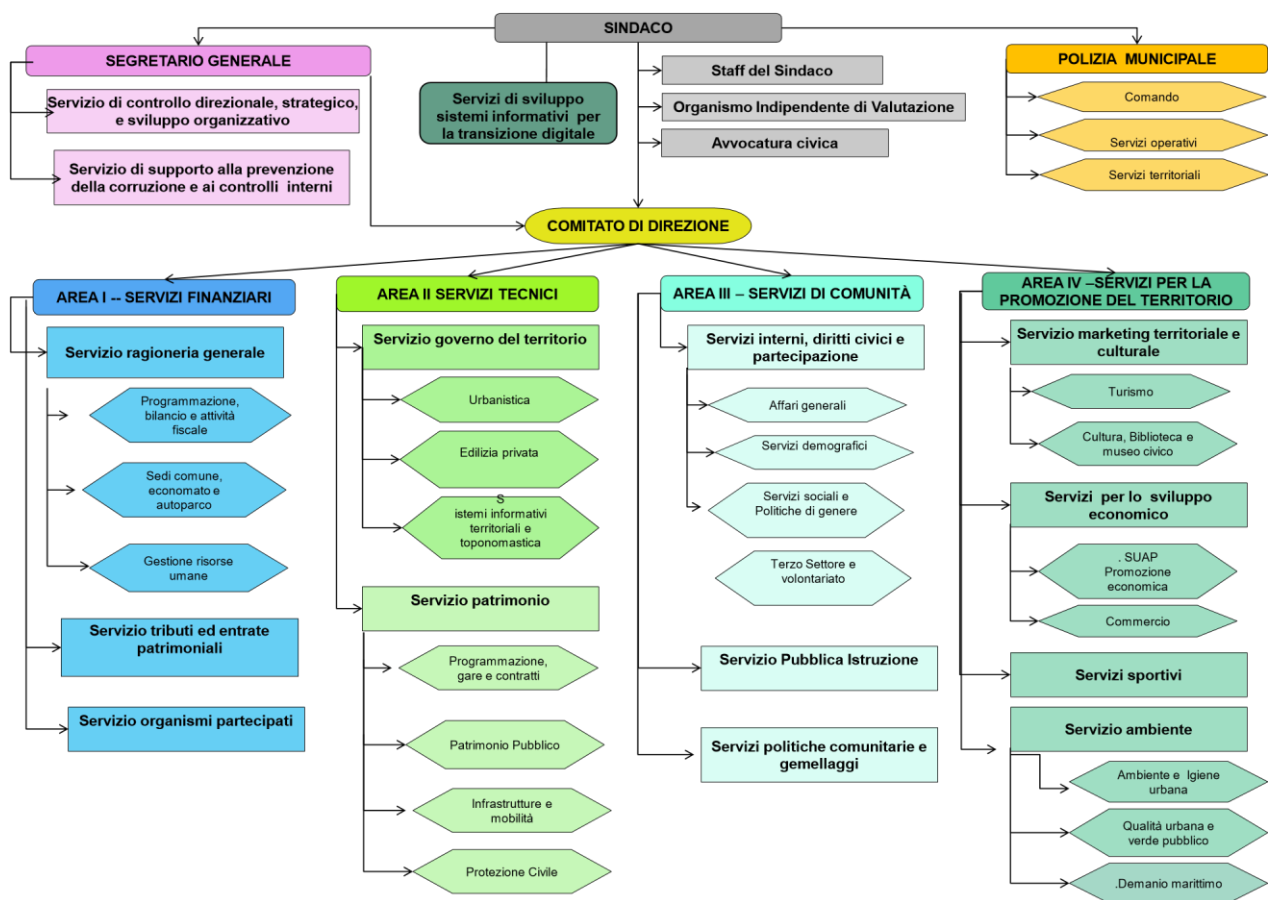 SINDACO
SEGRETARIO GENERALE
Servizio di controllo direzionale, strategico,
e sviluppo organizzativo
Servizio di supporto alla prevenzione
della corruzione e ai controlli interni
Servizi di sviluppo
sistemi informativi per
la transizione digitale
Staff del Sindaco
Organismo Indipendente di Valutazione
Avvocatura civica
POLIZIA MUNICIPALE
Comando
Servizi operativi
Servizi territoriali
COMITATO DI DIREZIONE
AREA I -- SERVIZI FINANZIARI
Servizio ragioneria generale
Programmazione,
bilancio e attività
fiscale
Sedi comune,
economato e
autoparco
Gestione risorse
umane
Servizio tributi ed entrate
patrimoniali
Servizio organismi partecipati
AREA II SERVIZI TECNICI
Servizio governo del territorio
Urbanistica
Edilizia privata
S
istemi informativi
territoriali e
toponomastica
Servizio patrimonio
Programmazione,
gare e contratti
Patrimonio Pubblico
Infrastrutture e
mobilità
Protezione Civile
AREA III – SERVIZI DI COMUNITÀ
Servizi interni, diritti civici e
partecipazione
Affari generali
Servizi demografici
Servizi sociali e
Politiche di genere
Terzo Settore e
volontariato
Servizio Pubblica Istruzione
Servizi politiche comunitarie e
gemellaggi
AREA IV –SERVIZI PER LA
PROMOZIONE DEL TERRITORIO
Servizio marketing territoriale e
culturale
Turismo
Cultura, Biblioteca e
museo civico
Servizi per lo sviluppo
economico
. SUAP
Promozione
economica
Commercio
Servizi sportivi
Servizio ambiente
Ambiente e Igiene
urbana
Qualità urbana e
verde pubblico
.Demanio marittimo